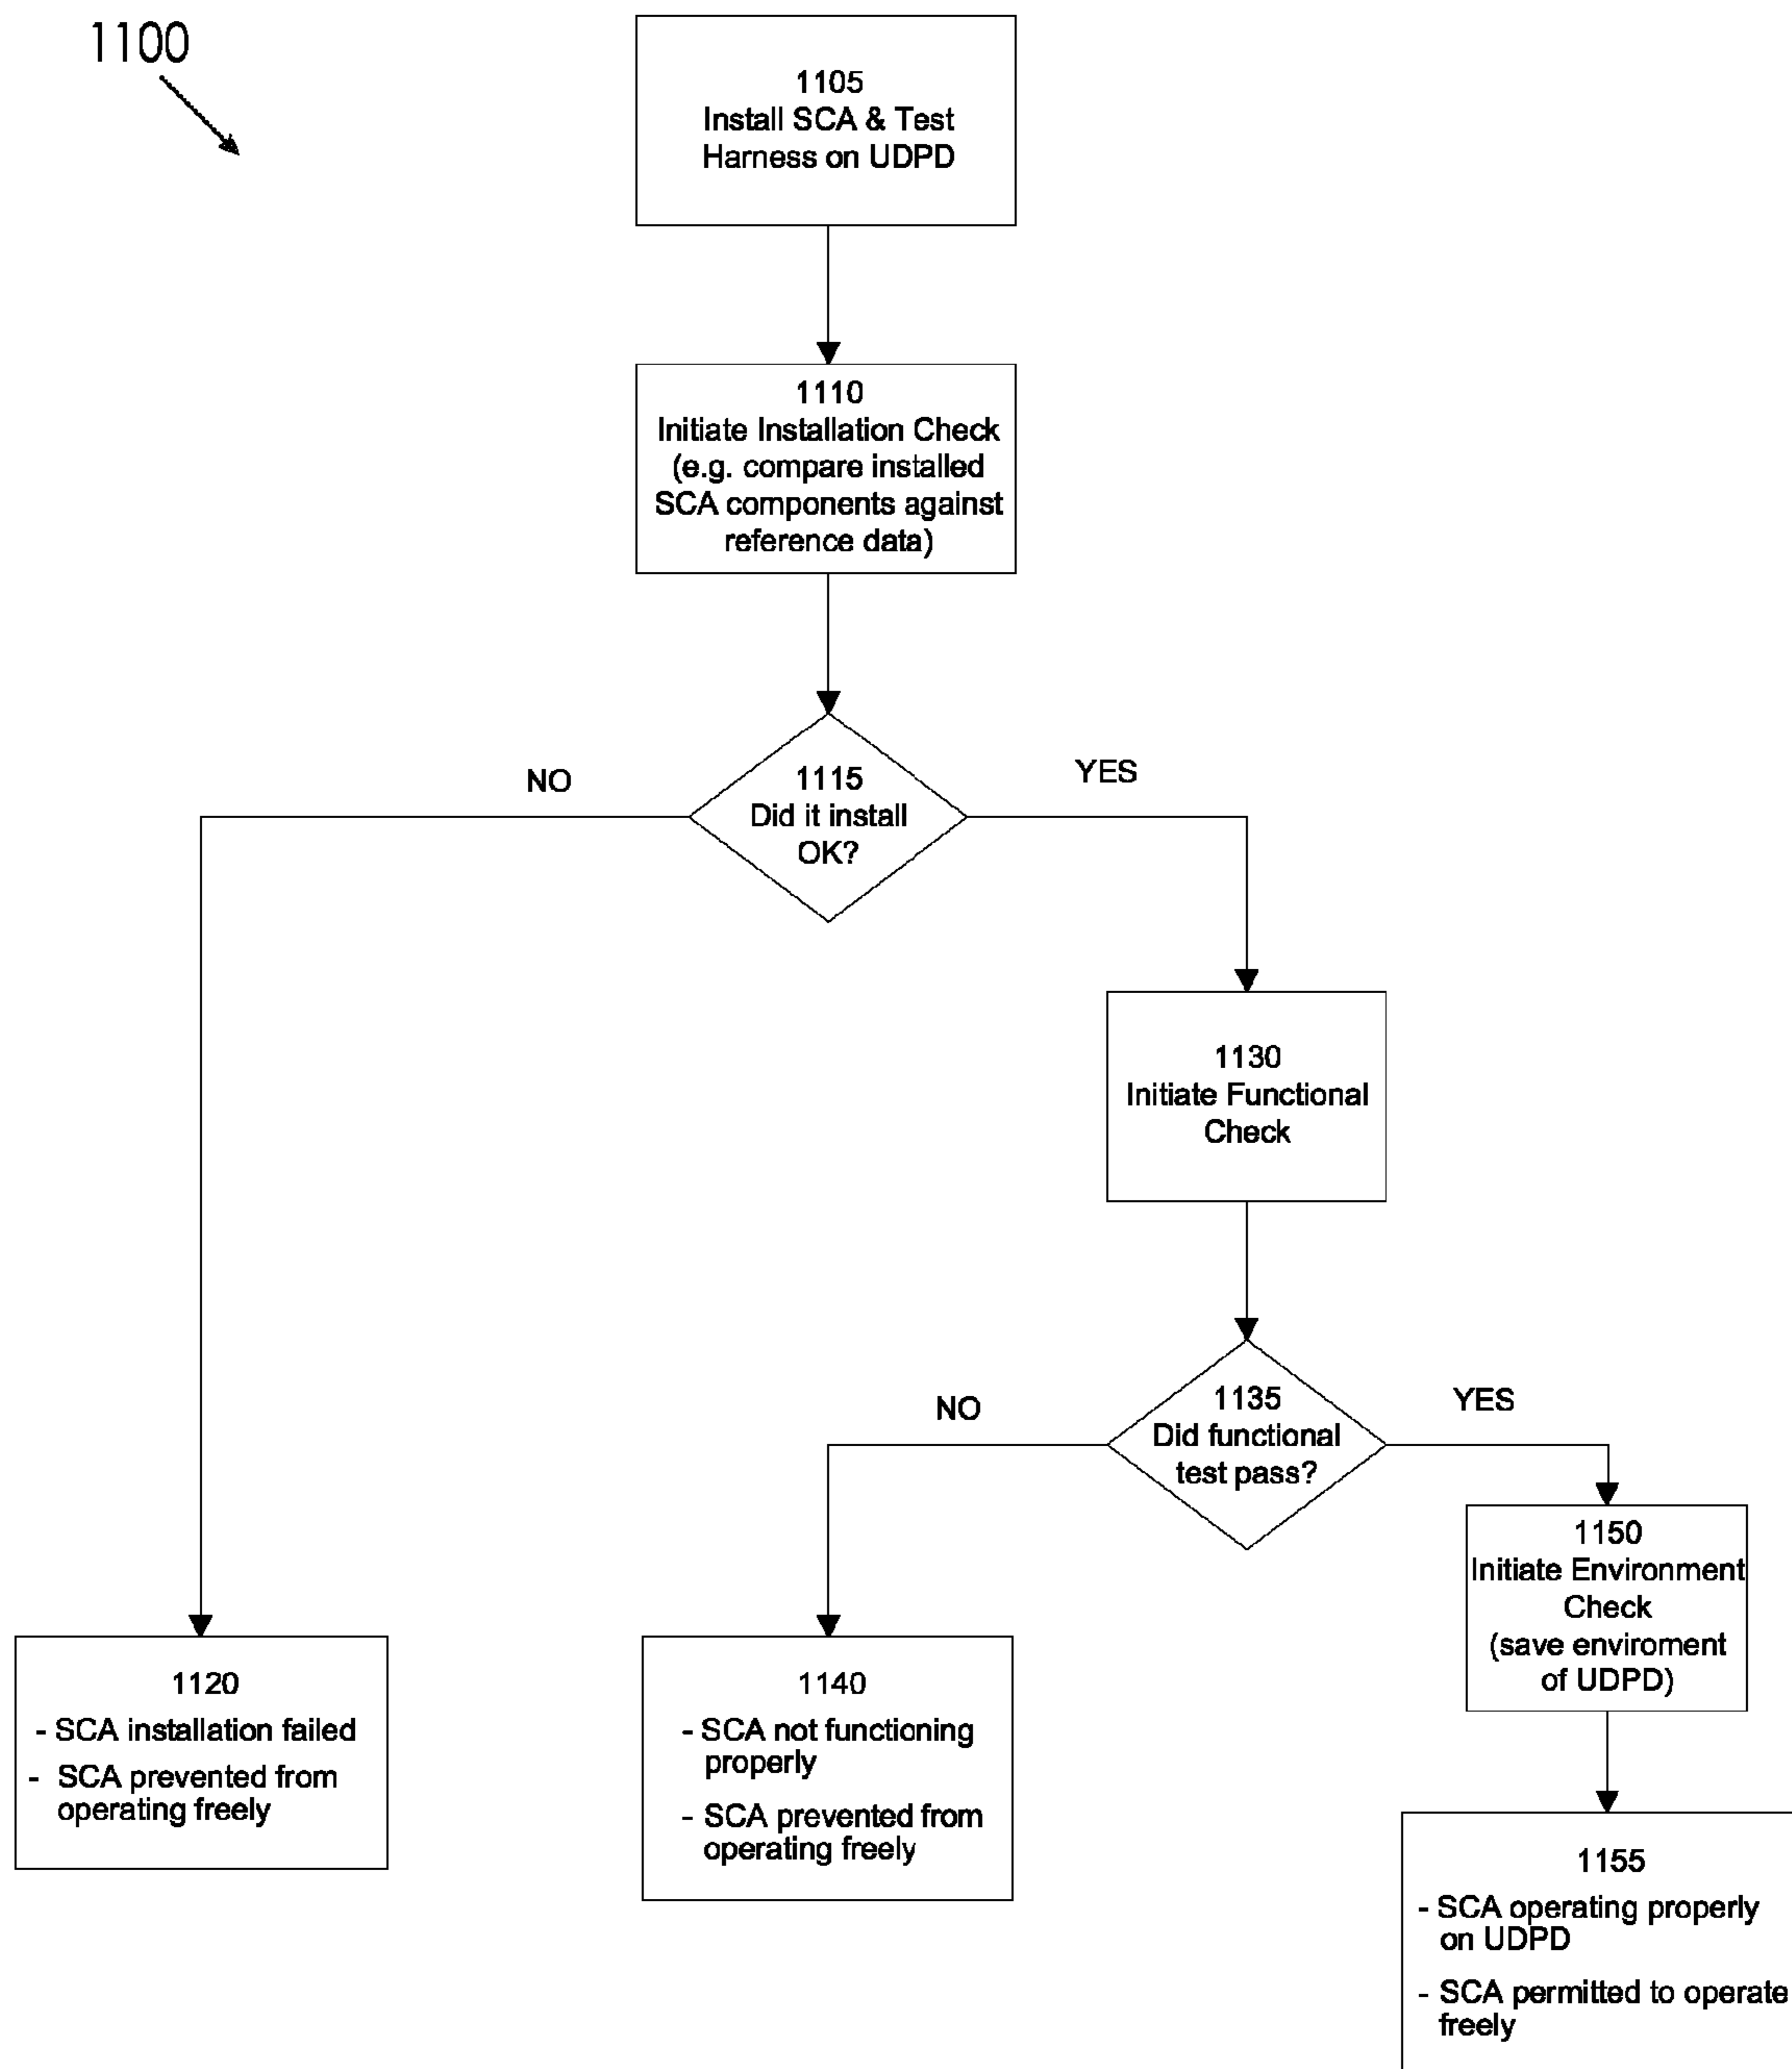 1100
1105
Install SCA & Test
Harness on UDPD
1110
Initiate Installation Check
(e.g. compare installed
SCA components against
reference data)
NO
YES
1115
Did it install
OK?
1130
Initiate Functional
Check
NO
YES
1135
Did functional
test pass?
1150
Initiate Environment
Check
(save enviroment
of UDPD)
1120
- SCA installation failed
- SCA prevented from
operating freely
1140
- SCA not functioning
properly
- SCA prevented from
operating freely
1155
- SCA operating properly
on UDPD
- SCA permitted to operate
freely